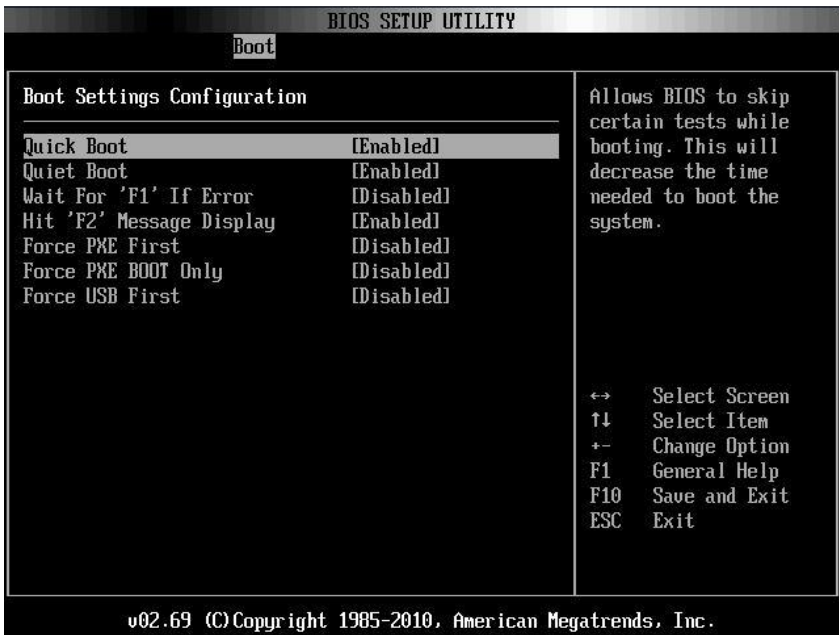 BIOS SETUP UTILITY
Boot
Boot Settings Configuration
Quick Boot [Enabled]
Quiet Boot [Enabled]
Wait For 'F1' If Error [Disabled]
Hit 'F2' Message Display [Enabled]
Force PXE First [Disabled]
Force PXE BOOT Only [Disabled]
Force USB First [Disabled]
Allows BIOS to skip
certain tests while
booting. This will
decrease the time
needed to boot the
system.
↔ Select Screen
↑↓ Select Item
+- Change Option
F1 General Help
F10 Save and Exit
ESC Exit
v02.69 (C)Copyright 1985-2010, American Megatrends, Inc.